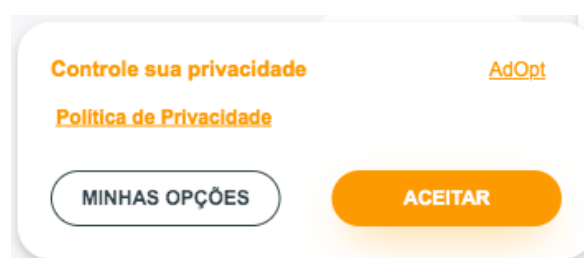 Controle sua privacidade AdOpt
Política de Privacidade
MINHAS OPÇÕES ACEITAR